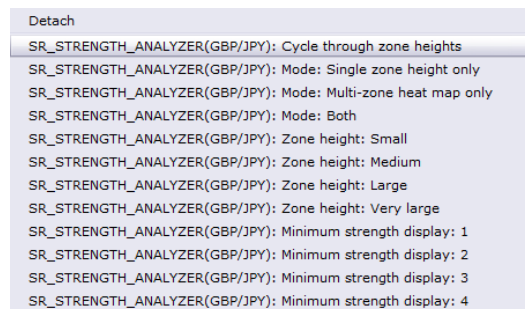 Detach
SR_STRENGTH_ANALYZER(GBP/JPY): Cycle through zone heights
SR_STRENGTH_ANALYZER(GBP/JPY): Mode: Single zone height only
SR_STRENGTH_ANALYZER(GBP/JPY): Mode: Multi-zone heat map only
SR_STRENGTH_ANALYZER(GBP/JPY): Mode: Both
SR_STRENGTH_ANALYZER(GBP/JPY): Zone height: Small
SR_STRENGTH_ANALYZER(GBP/JPY): Zone height: Medium
SR_STRENGTH_ANALYZER(GBP/JPY): Zone height: Large
SR_STRENGTH_ANALYZER(GBP/JPY): Zone height: Very large
SR_STRENGTH_ANALYZER(GBP/JPY): Minimum strength display: 1
SR_STRENGTH_ANALYZER(GBP/JPY): Minimum strength display: 2
SR_STRENGTH_ANALYZER(GBP/JPY): Minimum strength display: 3
SR_STRENGTH_ANALYZER(GBP/JPY): Minimum strength display: 4